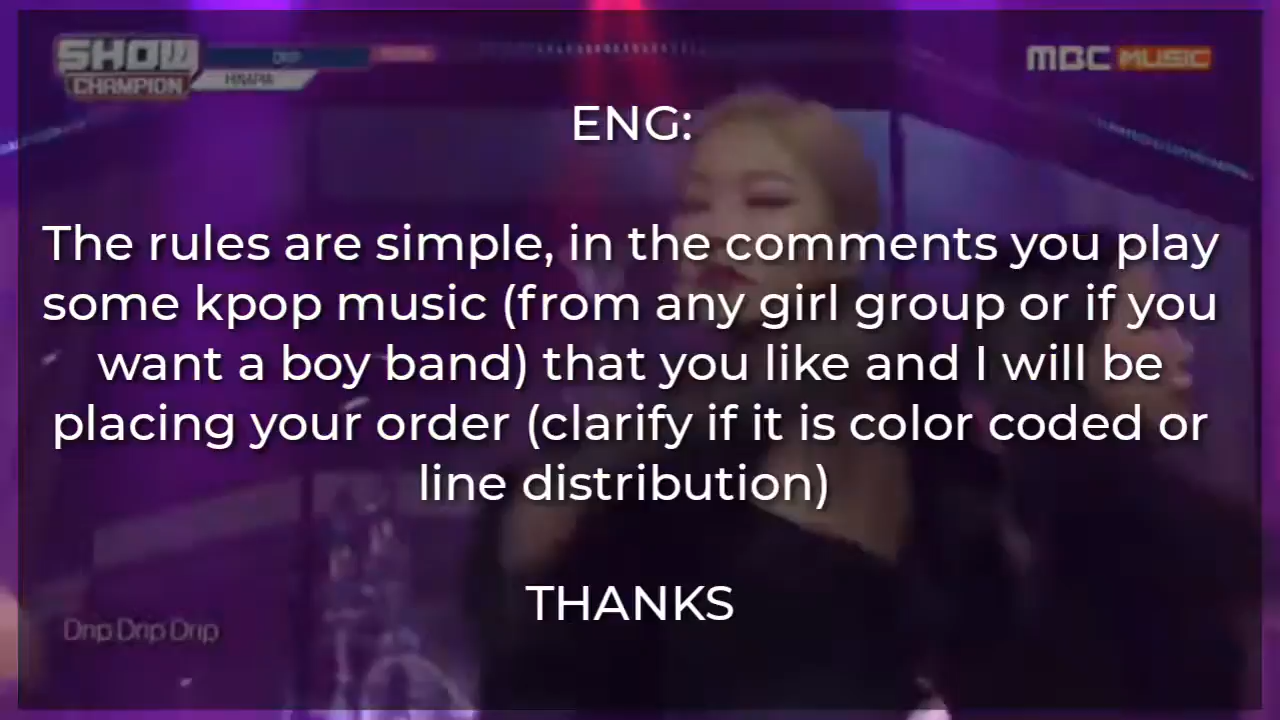 SHOW
CHAMPION
DRIP
HINAPIA
MBC MUSIC
ENG:
The rules are simple, in the comments you play
some kpop music (from any girl group or if you
want a boy band) that you like and I will be
placing your order (clarify if it is color coded or
line distribution)
THANKS
Drip Drip Drip